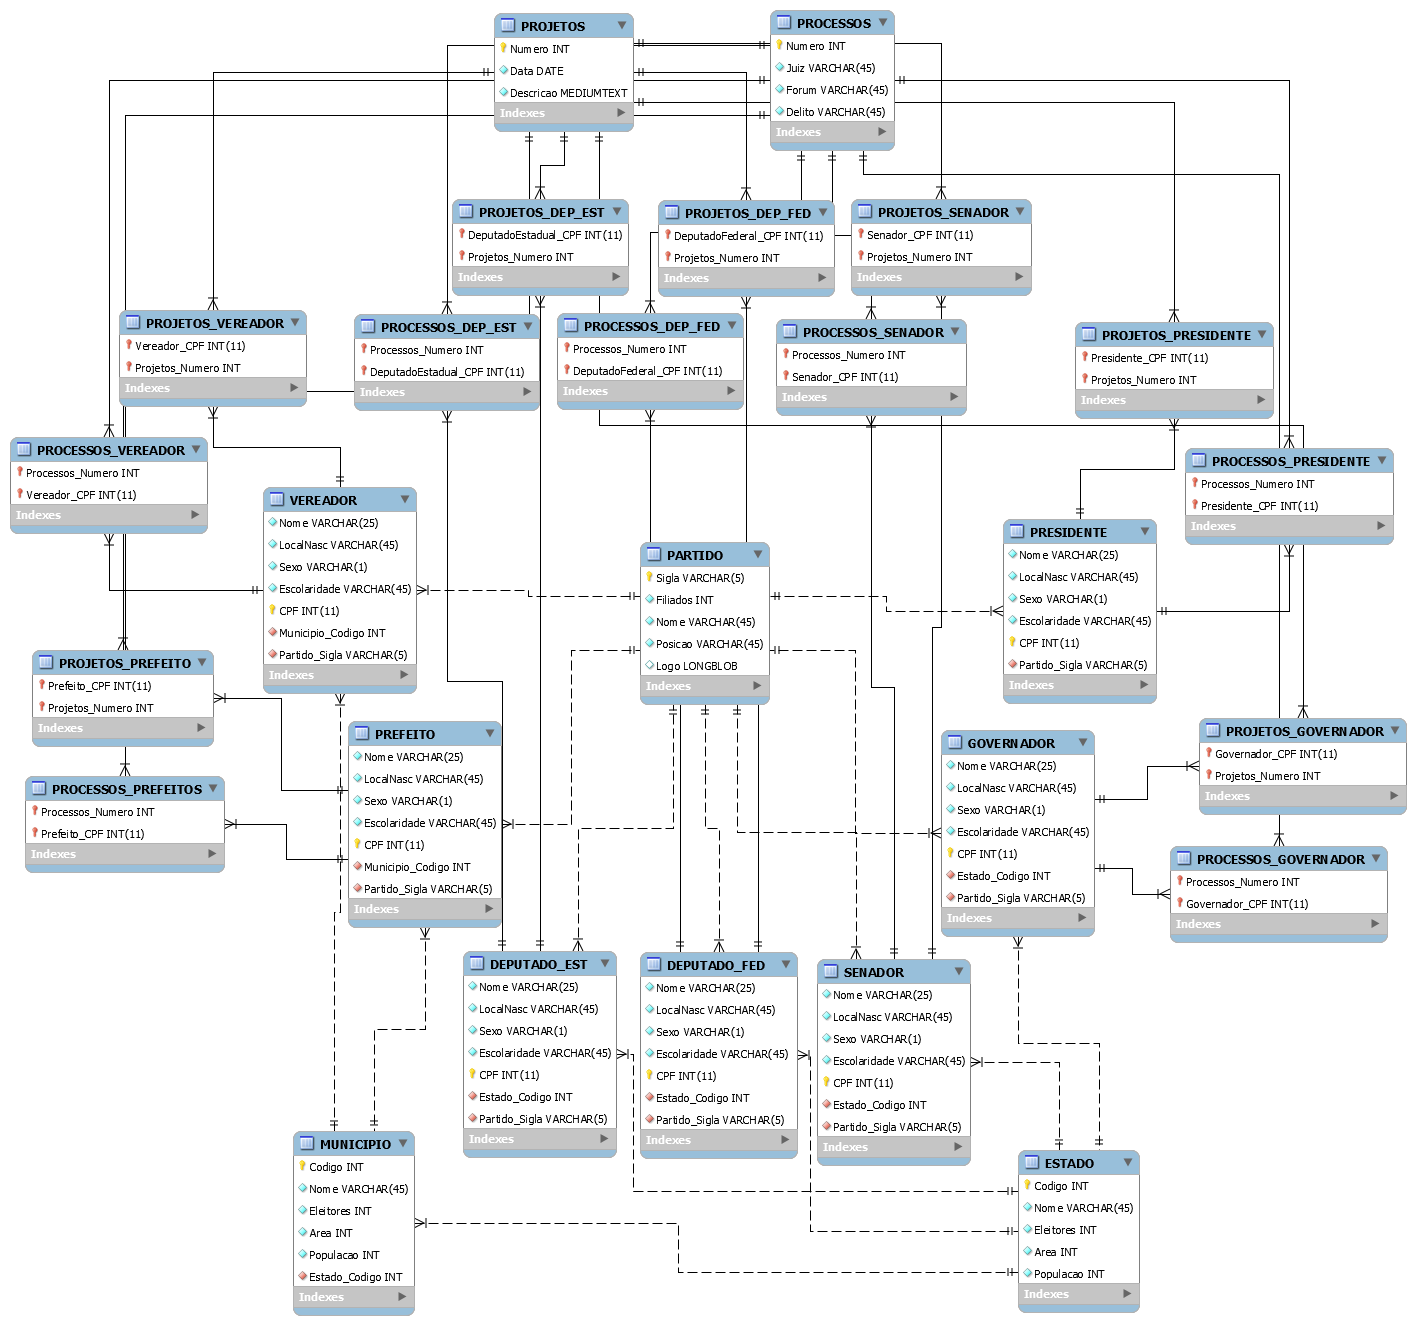 PROJETOS
Numero INT
Data DATE
Descricao MEDIUMTEXT
Indexes
PROCESSOS
Numero INT
Juiz VARCHAR(45)
Forum VARCHAR(45)
Delito VARCHAR(45)
Indexes
PROJETOS_DEP_EST
DeputadoEstadual_CPF INT(11)
Projetos_Numero INT
Indexes
PROJETOS_DEP_FED
DeputadoFederal_CPF INT(11)
Projetos_Numero INT
Indexes
PROJETOS_SENADOR
Senador_CPF INT(11)
Projetos_Numero INT
Indexes
PROJETOS_VEREADOR
Vereador_CPF INT(11)
Projetos_Numero INT
Indexes
PROCESSOS_DEP_EST
Processos_Numero INT
DeputadoEstadual_CPF INT(11)
Indexes
PROCESSOS_DEP_FED
Processos_Numero INT
DeputadoFederal_CPF INT(11)
Indexes
PROCESSOS_SENADOR
Processos_Numero INT
Senador_CPF INT(11)
Indexes
PROJETOS_PRESIDENTE
Presidente_CPF INT(11)
Projetos_Numero INT
Indexes
PROCESSOS_VEREADOR
Processos_Numero INT
Vereador_CPF INT(11)
Indexes
PROCESSOS_PRESIDENTE
Processos_Numero INT
Presidente_CPF INT(11)
Indexes
VEREADOR
Nome VARCHAR(25)
LocalNasc VARCHAR(45)
Sexo VARCHAR(1)
Escolaridade VARCHAR(45)
CPF INT(11)
Municipio_Codigo INT
Partido_Sigla VARCHAR(5)
Indexes
PARTIDO
Sigla VARCHAR(5)
Filiados INT
Nome VARCHAR(45)
Posicao VARCHAR(45)
Logo LONGBLOB
Indexes
PRESIDENTE
Nome VARCHAR(25)
LocalNasc VARCHAR(45)
Sexo VARCHAR(1)
Escolaridade VARCHAR(45)
CPF INT(11)
Partido_Sigla VARCHAR(5)
Indexes
PROJETOS_PREFEITO
Prefeito_CPF INT(11)
Projetos_Numero INT
Indexes
PROCESSOS_PREFEITOS
Processos_Numero INT
Prefeito_CPF INT(11)
Indexes
PREFEITO
Nome VARCHAR(25)
LocalNasc VARCHAR(45)
Sexo VARCHAR(1)
Escolaridade VARCHAR(45)
CPF INT(11)
Municipio_Codigo INT
Partido_Sigla VARCHAR(5)
Indexes
GOVERNADOR
Nome VARCHAR(25)
LocalNasc VARCHAR(45)
Sexo VARCHAR(1)
Escolaridade VARCHAR(45)
CPF INT(11)
Estado_Codigo INT
Partido_Sigla VARCHAR(5)
Indexes
PROJETOS_GOVERNADOR
Governador_CPF INT(11)
Projetos_Numero INT
Indexes
PROCESSOS_GOVERNADOR
Processos_Numero INT
Governador_CPF INT(11)
Indexes
DEPUTADO_EST
Nome VARCHAR(25)
LocalNasc VARCHAR(45)
Sexo VARCHAR(1)
Escolaridade VARCHAR(45)
CPF INT(11)
Estado_Codigo INT
Partido_Sigla VARCHAR(5)
Indexes
DEPUTADO_FED
Nome VARCHAR(25)
LocalNasc VARCHAR(45)
Sexo VARCHAR(1)
Escolaridade VARCHAR(45)
CPF INT(11)
Estado_Codigo INT
Partido_Sigla VARCHAR(5)
Indexes
SENADOR
Nome VARCHAR(25)
LocalNasc VARCHAR(45)
Sexo VARCHAR(1)
Escolaridade VARCHAR(45)
CPF INT(11)
Estado_Codigo INT
Partido_Sigla VARCHAR(5)
Indexes
MUNICIPIO
Codigo INT
Nome VARCHAR(45)
Eleitores INT
Area INT
Populacao INT
Estado_Codigo INT
Indexes
ESTADO
Codigo INT
Nome VARCHAR(45)
Eleitores INT
Area INT
Populacao INT
Indexes